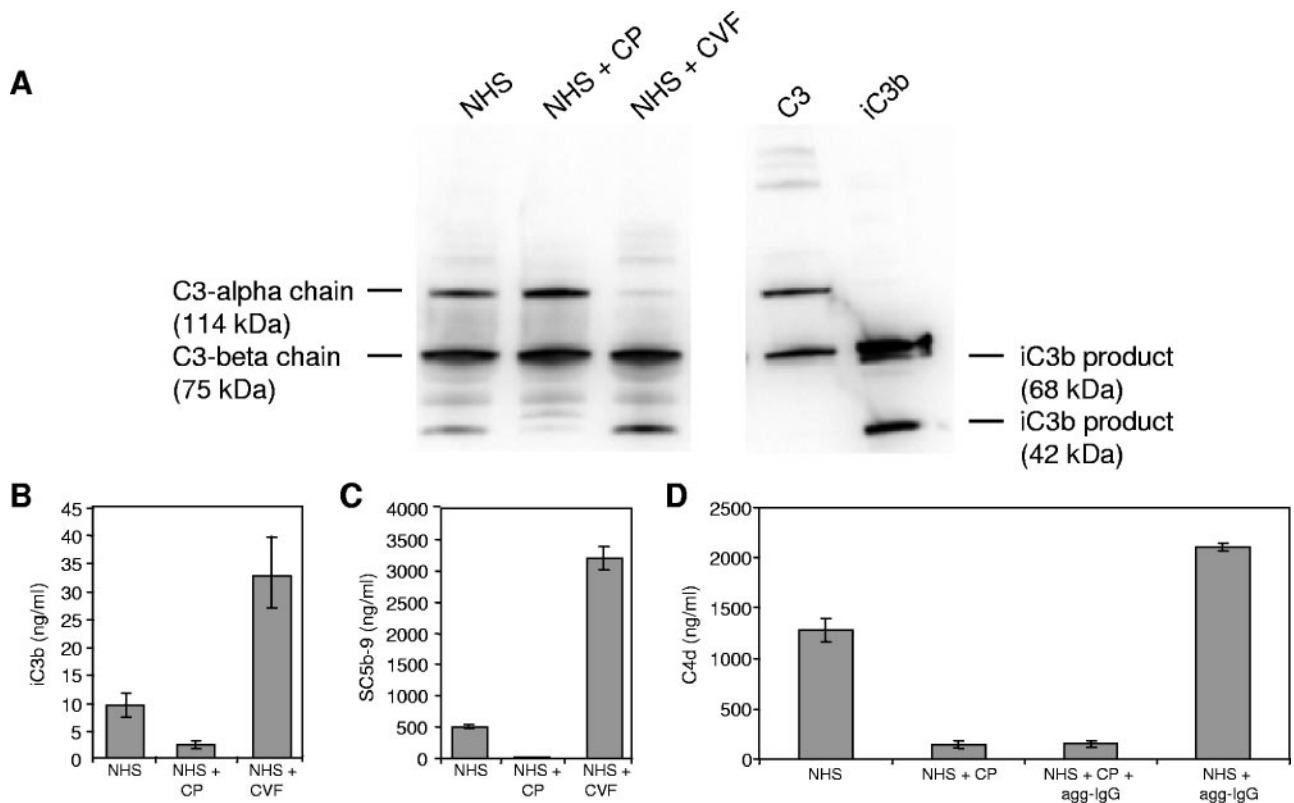 A
NHS
NHS + CP
NHS + CVF
C3
iC3b
C3-alpha chain
(114 kDa)
C3-beta chain
(75 kDa)
iC3b product
(68 kDa)
iC3b product
(42 kDa)
B
iC3b (ng/ml)
45
40
35
30
25
20
15
10
5
0
NHS
NHS +
CP
NHS +
CVF
C
SC5b-9 (ng/ml)
4000
3500
3000
2500
2000
1500
1000
500
0
NHS
NHS +
CP
NHS +
CVF
D
C4d (ng/ml)
2500
2000
1500
1000
500
0
NHS
NHS + CP
NHS + CP +
agg-IgG
NHS +
agg-IgG